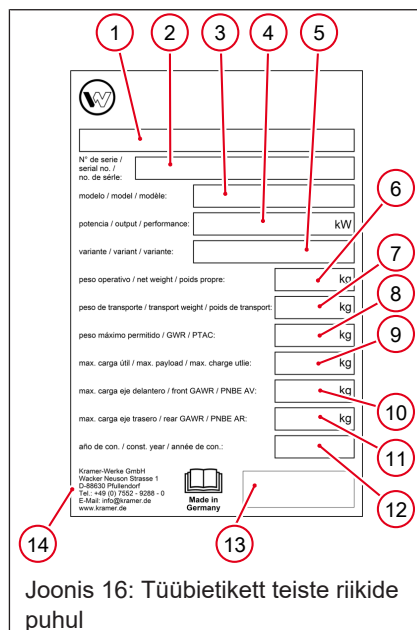 1
2
3
4
5
N° de serie /
serial no. /
no. de série:
modelo / model / modèle:
potencia / output / performance:
kW
variante / variant / variante:
6
peso operativo / net weight / poids propre:
kg
7
peso de transporte / transport weight / poids de transport:
kg
8
peso máximo permitido / GWR / PTAC:
kg
9
max. carga útil / max. payload / max. charge utlie:
kg
max. carga eje delantero / front GAWR / PNBE AV:
kg
10
max. carga eje trasero / rear GAWR / PNBE AR:
kg
11
año de con. / const. year / année de con.:
12
Kramer-Werke GmbH
Wacker Neuson Strasse 1
D-88630 Pfullendorf
Tel.: +49 (0) 7552 - 9288 - 0
E-Mail: info@kramer.de
www.kramer.de
Made in
Germany
13
14
Joonis 16: Tüübietikett teiste riikide
puhul